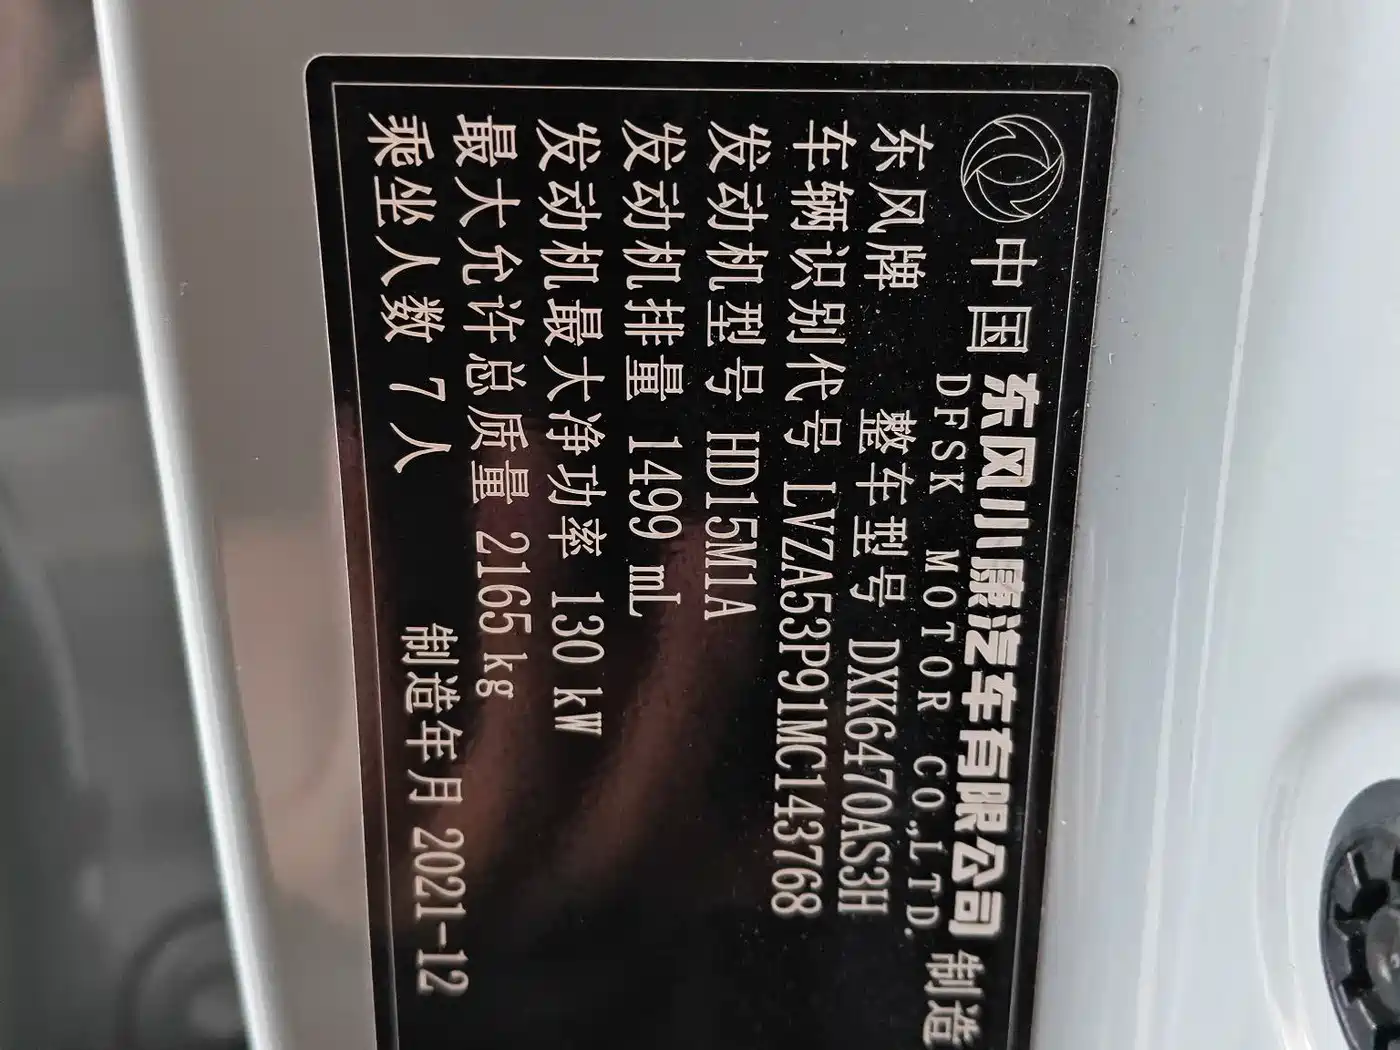 中国东风小康汽车有限公司制造
DFSK MOTOR CO.,LTD.
东风牌 整车型号 DXK6470AS3H
车辆识别代号 LVZA53P91MC143768
发动机型号 HD15M1A
发动机排量 1499 mL
发动机最大净功率 130 kW
最大允许总质量 2165 kg
乘坐人数 7 人 制造年月 2021-12